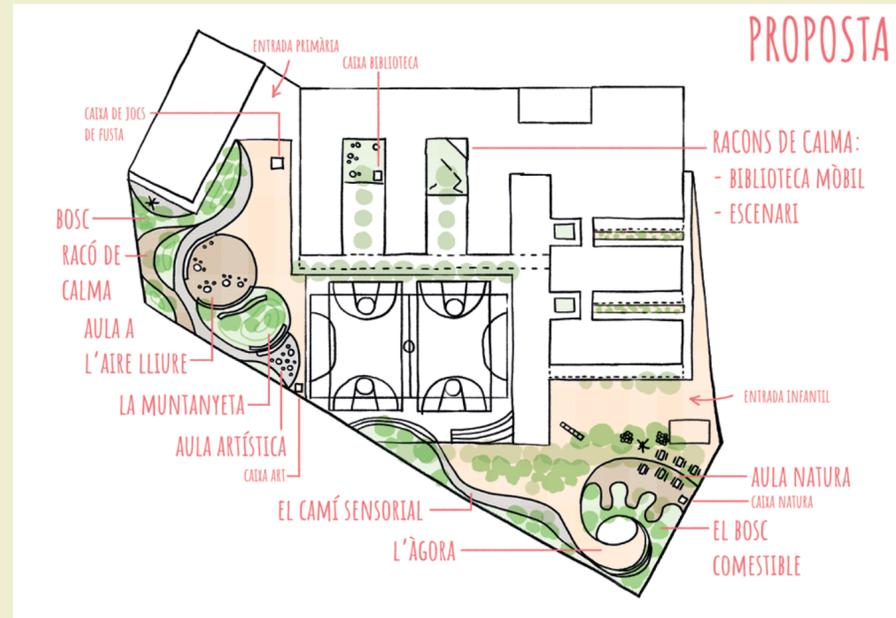 PROPOSTA
ENTRADA PRIMÀRIA
CAIXA BIBLIOTECA
CAIXA DE JOCS
DE FUSTA
RACONS DE CALMA:
- BIBLIOTECA MÒBIL
- ESCENARI
BOSC
RACÓ DE
CALMA
AULA A
L'AIRE LLIURE
LA MUNTANYETA
AULA ARTÍSTICA
CAIXA ART
ENTRADA INFANTIL
EL CAMÍ SENSORIAL
L'ÀGORA
AULA NATURA
CAIXA NATURA
EL BOSC
COMESTIBLE